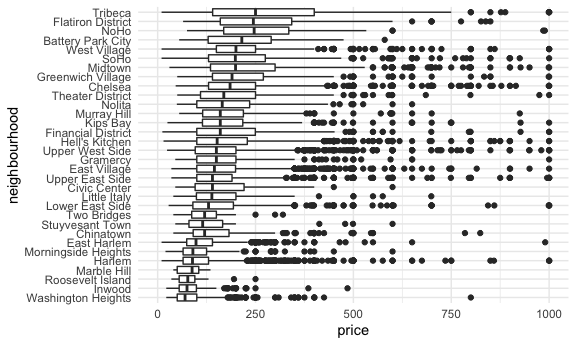 Tribeca
Flatiron District
NoHo
Battery Park City
West Village
SoHo
Midtown
Greenwich Village
Chelsea
Theater District
Nolita
Murray Hill
Kips Bay
Financial District
Hell's Kitchen
Upper West Side
Gramercy
East Village
Upper East Side
Civic Center
Little Italy
Lower East Side
Two Bridges
Stuyvesant Town
Chinatown
East Harlem
Morningside Heights
Harlem
Marble Hill
Roosevelt Island
Inwood
Washington Heights
neighbourhood
0 250 500 750 1000
price